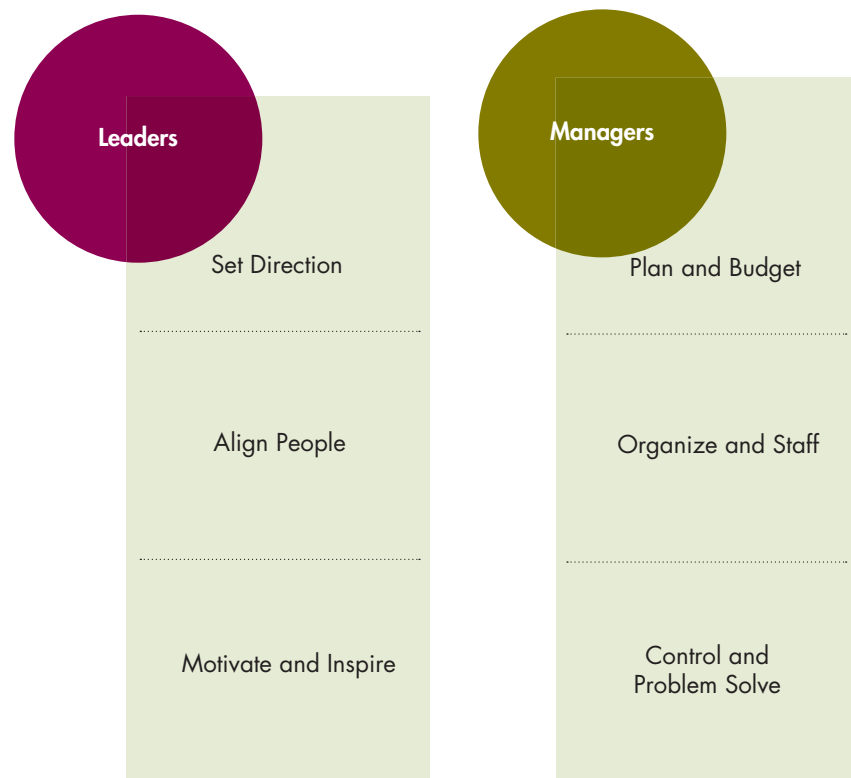 Leaders
Set Direction
Align People
Motivate and Inspire
Managers
Plan and Budget
Organize and Staff
Control and
Problem Solve